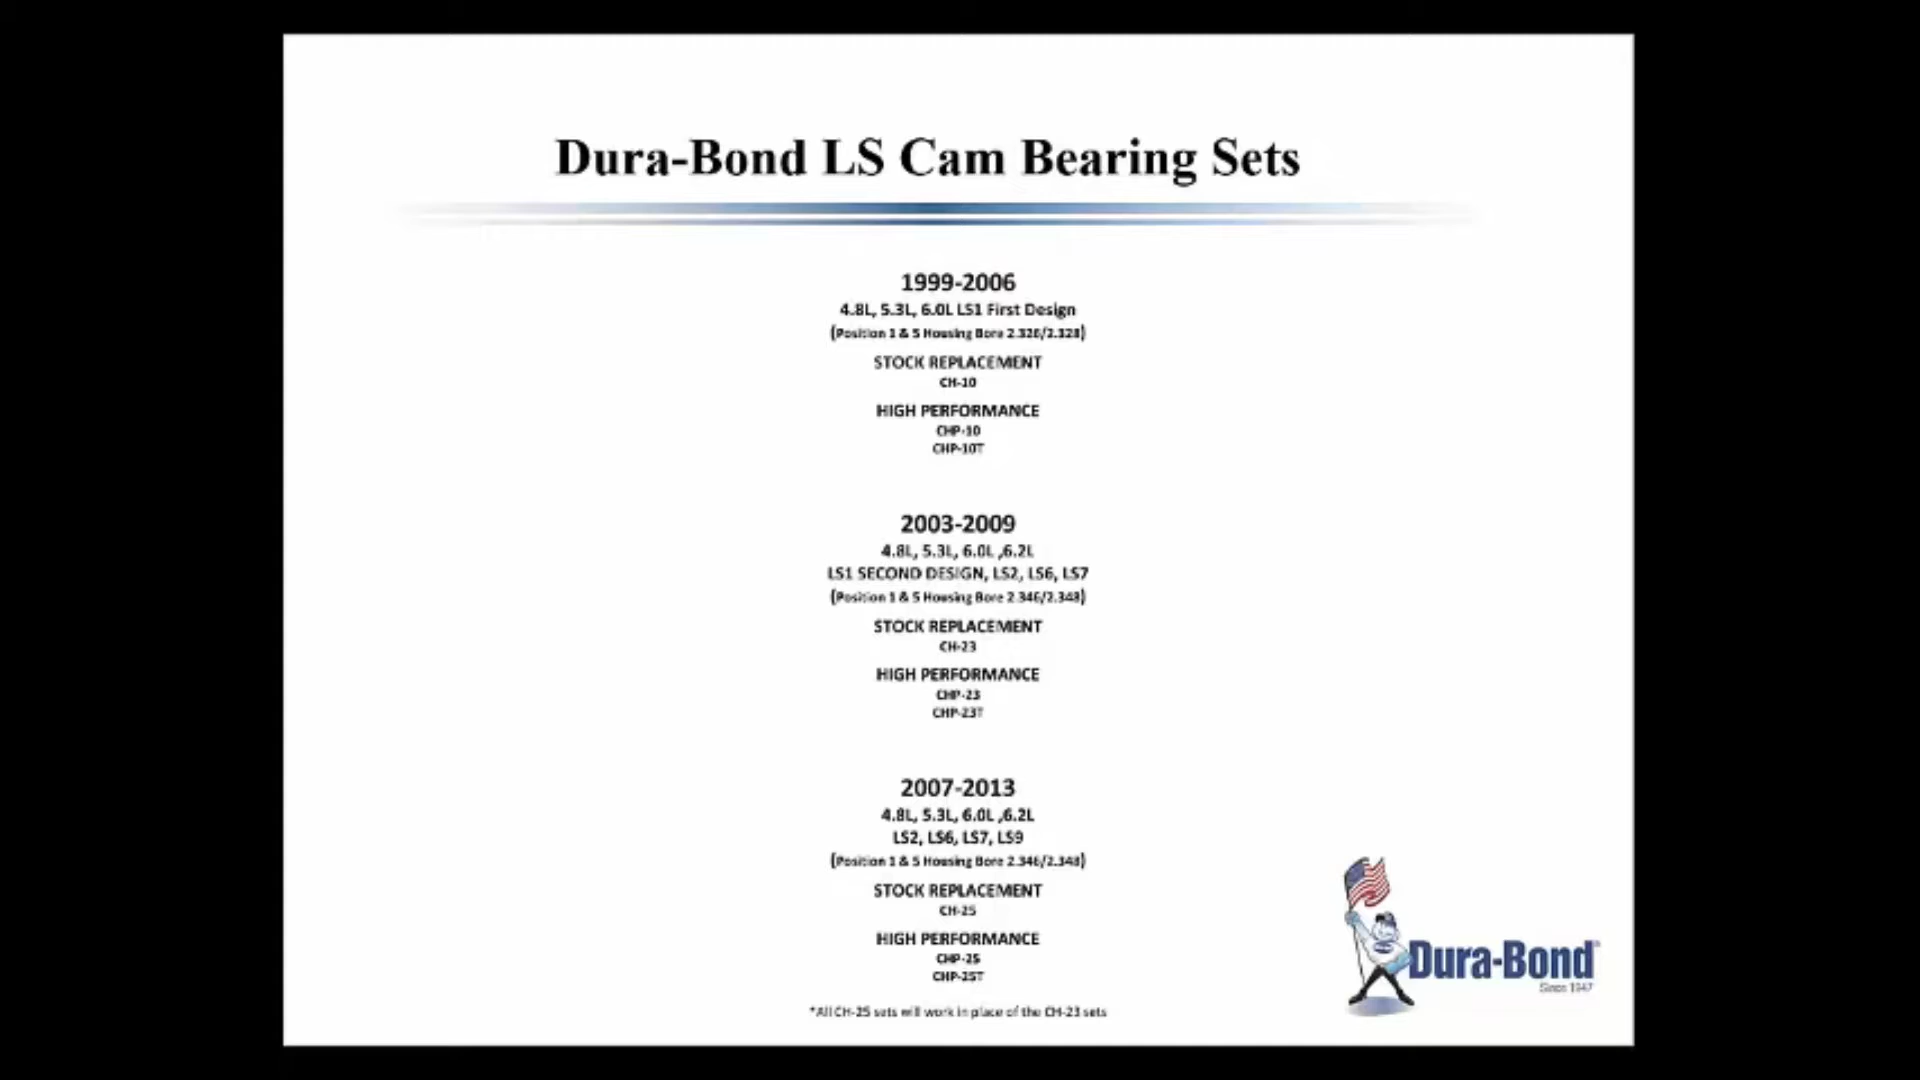 Dura-Bond LS Cam Bearing Sets
1999-2006
4.8L, 5.3L, 6.0L LS1 First Design
(Position 1 & 5 Housing Bore 2.326/2.328)
STOCK REPLACEMENT
CH-10
HIGH PERFORMANCE
CHP-10
CHP-10T
2003-2009
4.8L, 5.3L, 6.0L ,6.2L
LS1 SECOND DESIGN, LS2, LS6, LS7
(Position 1 & 5 Housing Bore 2.346/2.348)
STOCK REPLACEMENT
CH-23
HIGH PERFORMANCE
CHP-23
CHP-23T
2007-2013
4.8L, 5.3L, 6.0L ,6.2L
LS2, LS6, LS7, LS9
(Position 1 & 5 Housing Bore 2.346/2.348)
STOCK REPLACEMENT
CH-25
HIGH PERFORMANCE
CHP-25
CHP-25T
*All CH-25 sets will work in place of the CH-23 sets
Dura-Bond®
Since 1947